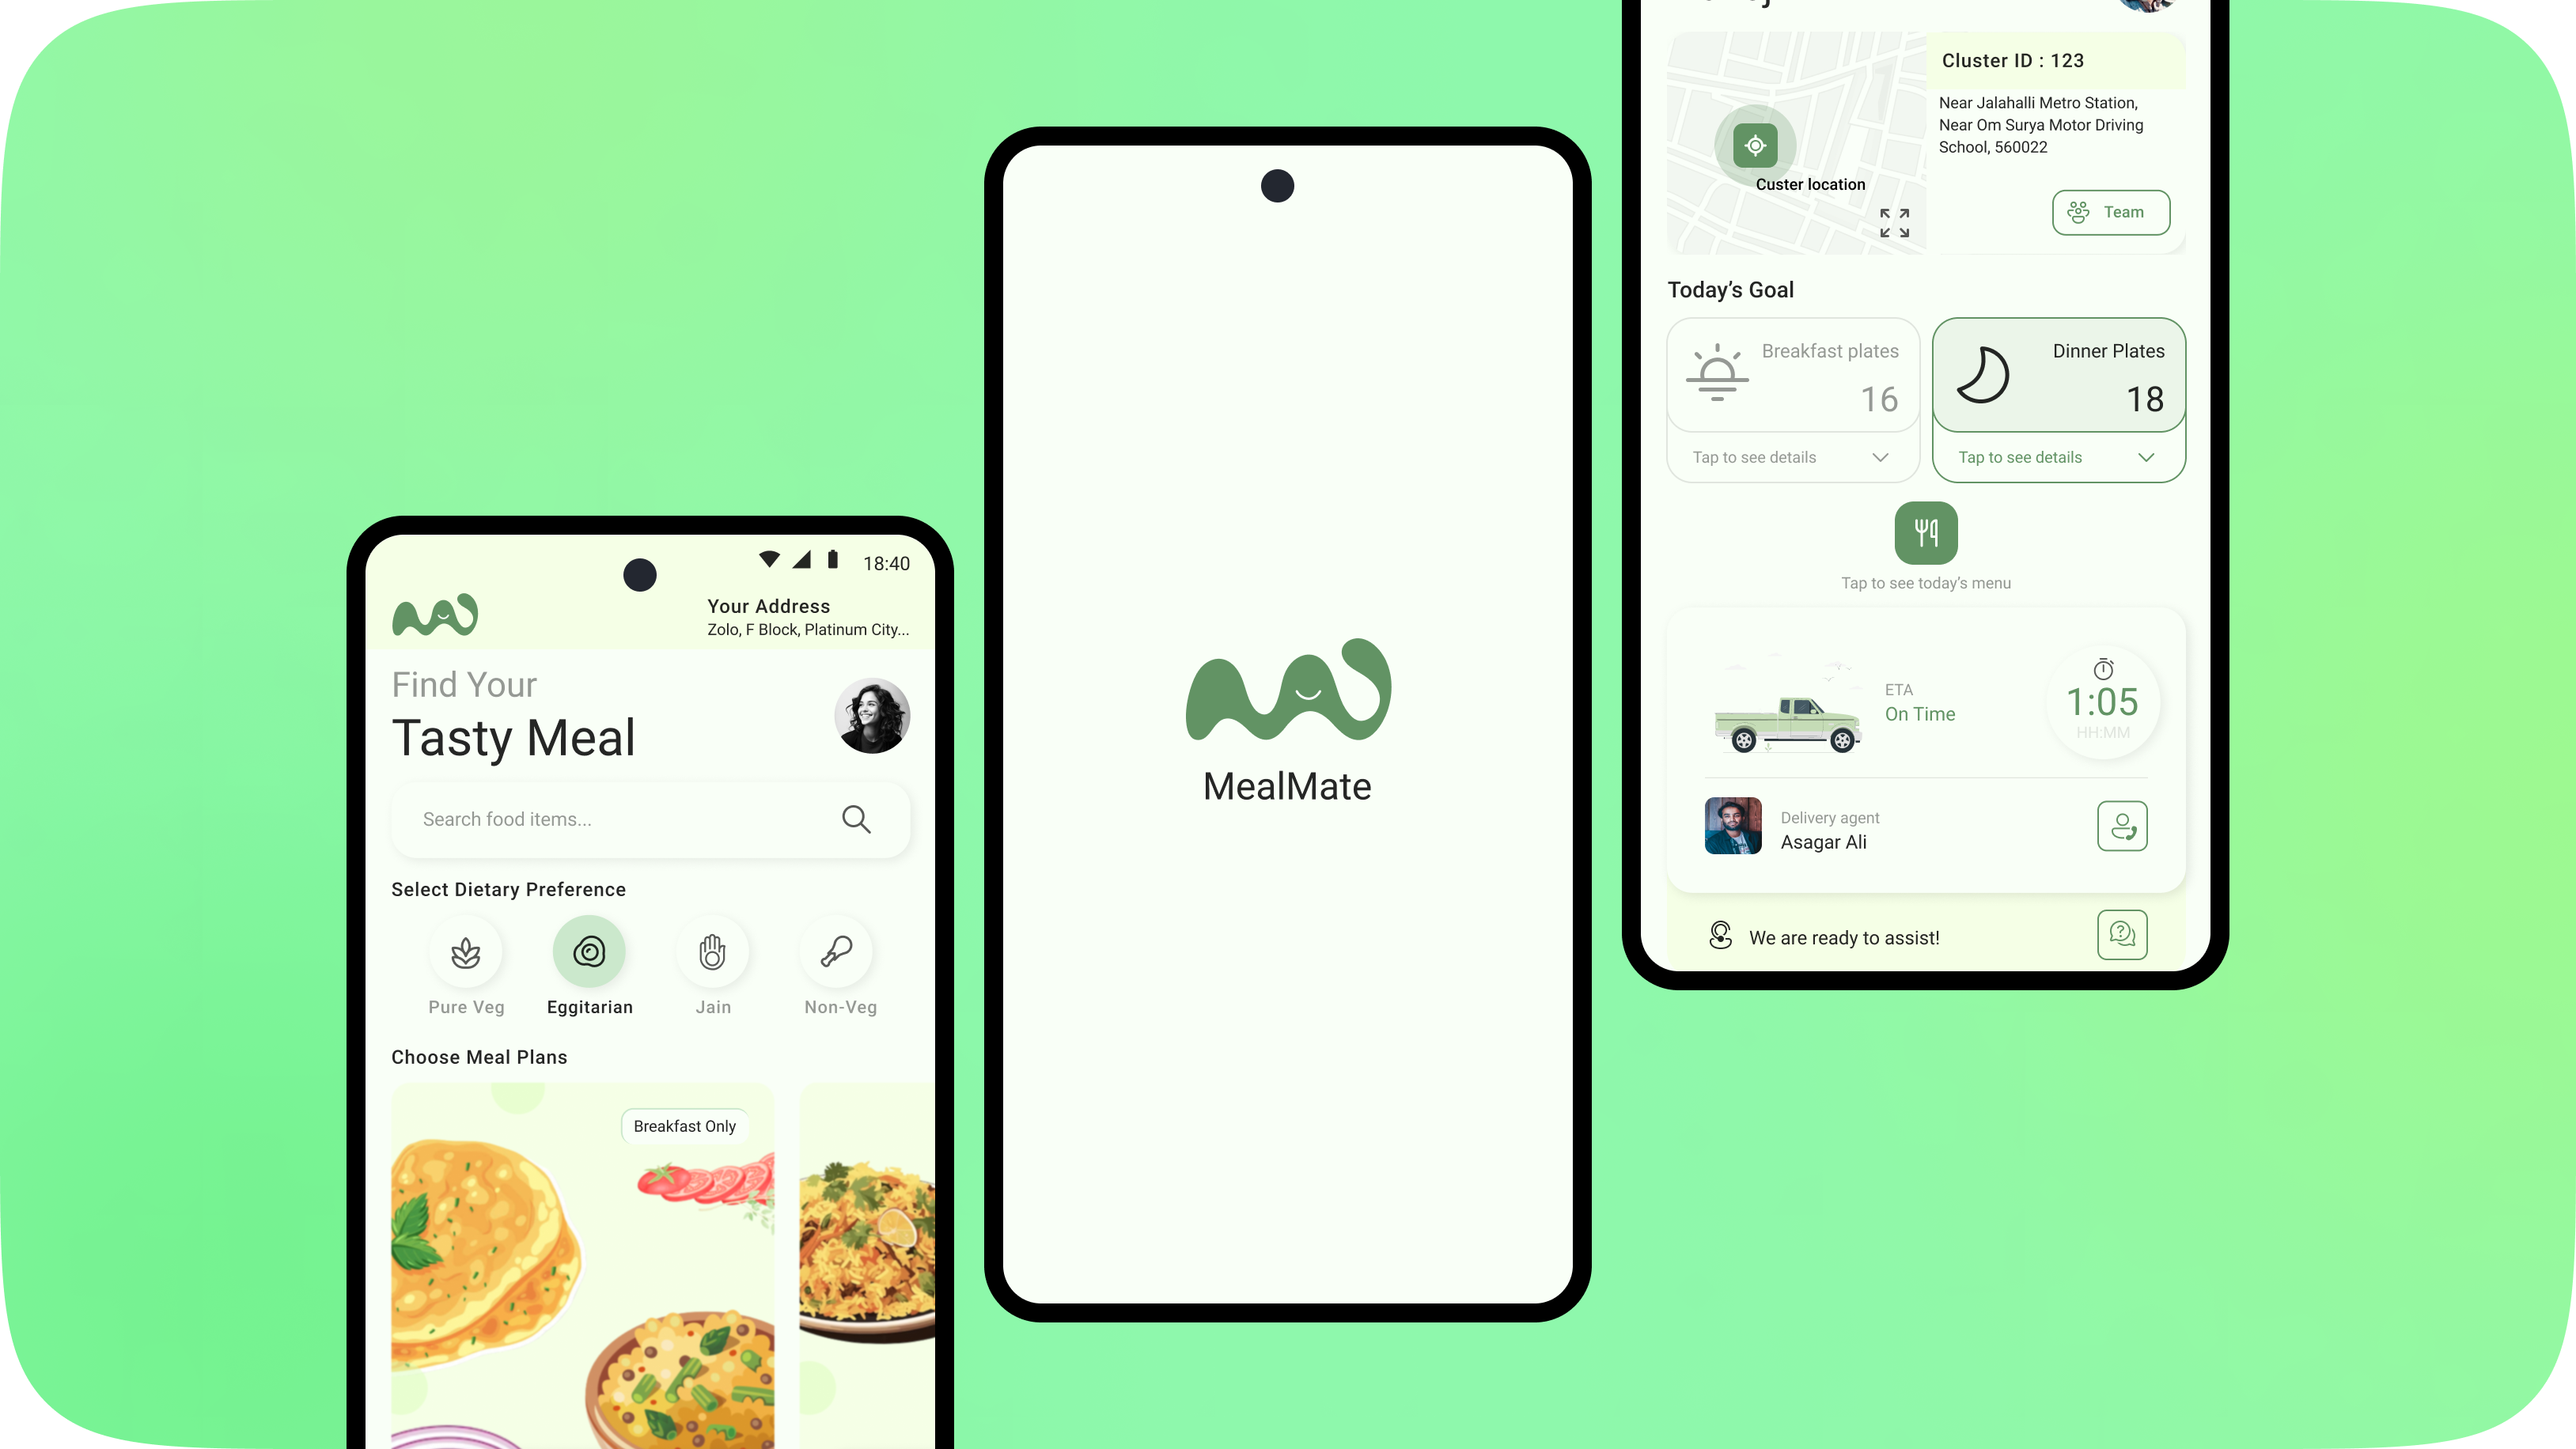 18:40
Your Address
Zolo, F Block, Platinum City...
Find Your
Tasty Meal
Search food items...
Select Dietary Preference
Pure Veg
Eggitarian
Jain
Non-Veg
Choose Meal Plans
Breakfast Only
MealMate
Cluster ID : 123
Near Jalahalli Metro Station,
Near Om Surya Motor Driving
School, 560022
Custer location
Team
Today’s Goal
Breakfast plates
16
Tap to see details
Dinner Plates
18
Tap to see details
Tap to see today’s menu
ETA
On Time
1:05
HH:MM
Delivery agent
Asagar Ali
We are ready to assist!